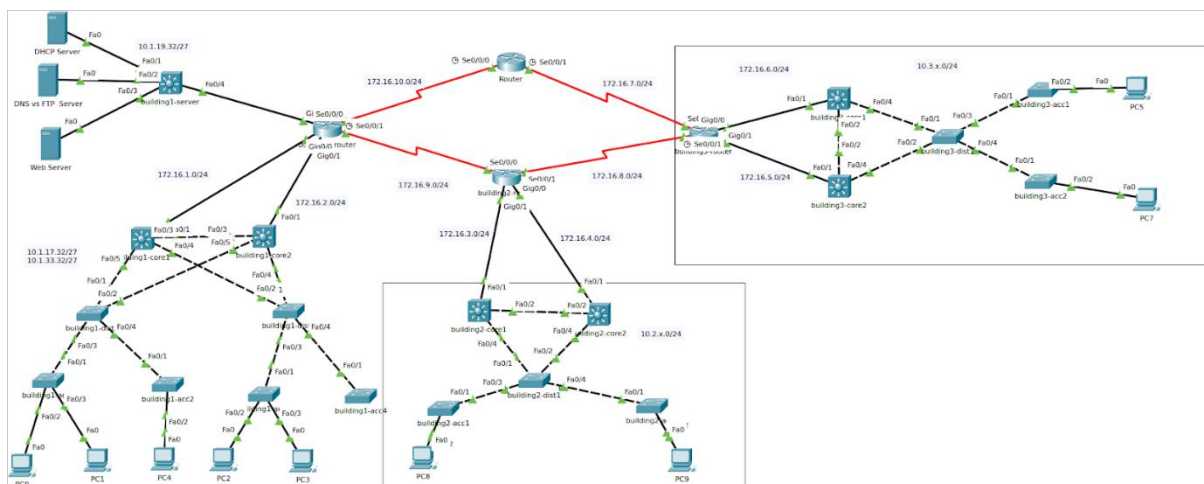 Fa0
DHCP Server
10.1.19.32/27
Fa0/1
Fa0
Fa0/2
DNS vs FTP Server
Fa0/3
Fa0/4
building1-server
Fa0
Web Server
Se0/0/0
Se0/0/1
Router
172.16.10.0/24
172.16.7.0/24
Gi
Se0/0/0
Se0/0/1
router
Gig0/1
172.16.1.0/24
172.16.2.0/24
172.16.9.0/24
172.16.8.0/24
Se0/0/0
Se0/0/1
Gig0/0
Gig0/1
172.16.3.0/24
172.16.4.0/24
Gig0/0
Gig0/1
Se0/0/1
172.16.6.0/24
10.3.x.0/24
172.16.5.0/24
Fa0/1
Fa0/4
Fa0/2
Fa0/2
Fa0/1
Fa0/4
building3-core2
Fa0/1
Fa0/3
Fa0/2
Fa0/4
building3-dist
Fa0/1
Fa0/2
building3-acc1
Fa0
PC5
Fa0/1
Fa0/2
building3-acc2
Fa0
PC7
Fa0/3
Fa0/4
Fa0/5
Fa0/3
Fa0/1
Fa0/5
Fa0/4
10.1.17.32/27
10.1.33.32/27
Fa0/1
Fa0/2
Fa0/3
Fa0/4
Fa0/2
Fa0/3
Fa0/4
Fa0/1
Fa0/2
Fa0/3
Fa0/1
Fa0/2
building1-acc2
Fa0/1
Fa0/2
Fa0/3
Fa0/1
building1-acc4
Fa0
Fa0
PC1
Fa0
PC4
Fa0
PC2
Fa0
PC3
Fa0/1
Fa0/2
Fa0/4
building2-core1
Fa0/1
Fa0/2
Fa0/4
10.2.x.0/24
Fa0/1
Fa0/2
Fa0/3
Fa0/4
building2-dist1
Fa0/1
building2-acc1
Fa0
PC8
Fa0/1
Fa0
PC9